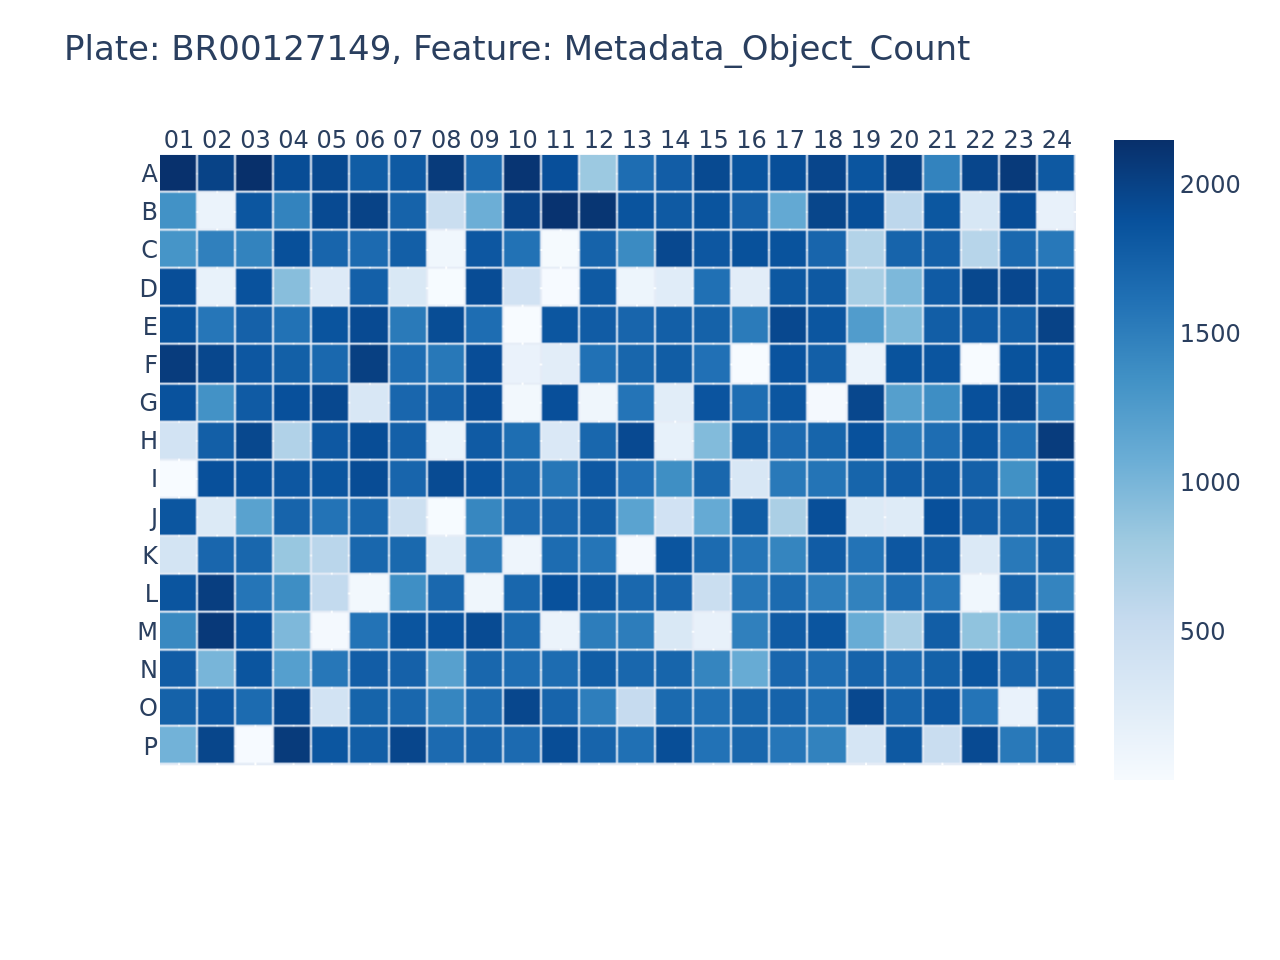 Plate: BR00127149, Feature: Metadata_Object_Count
01 02 03 04 05 06 07 08 09 10 11 12 13 14 15 16 17 18 19 20 21 22 23 24
A
B
C
D
E
F
G
H
I
J
K
L
M
N
O
P
2000
1500
1000
500